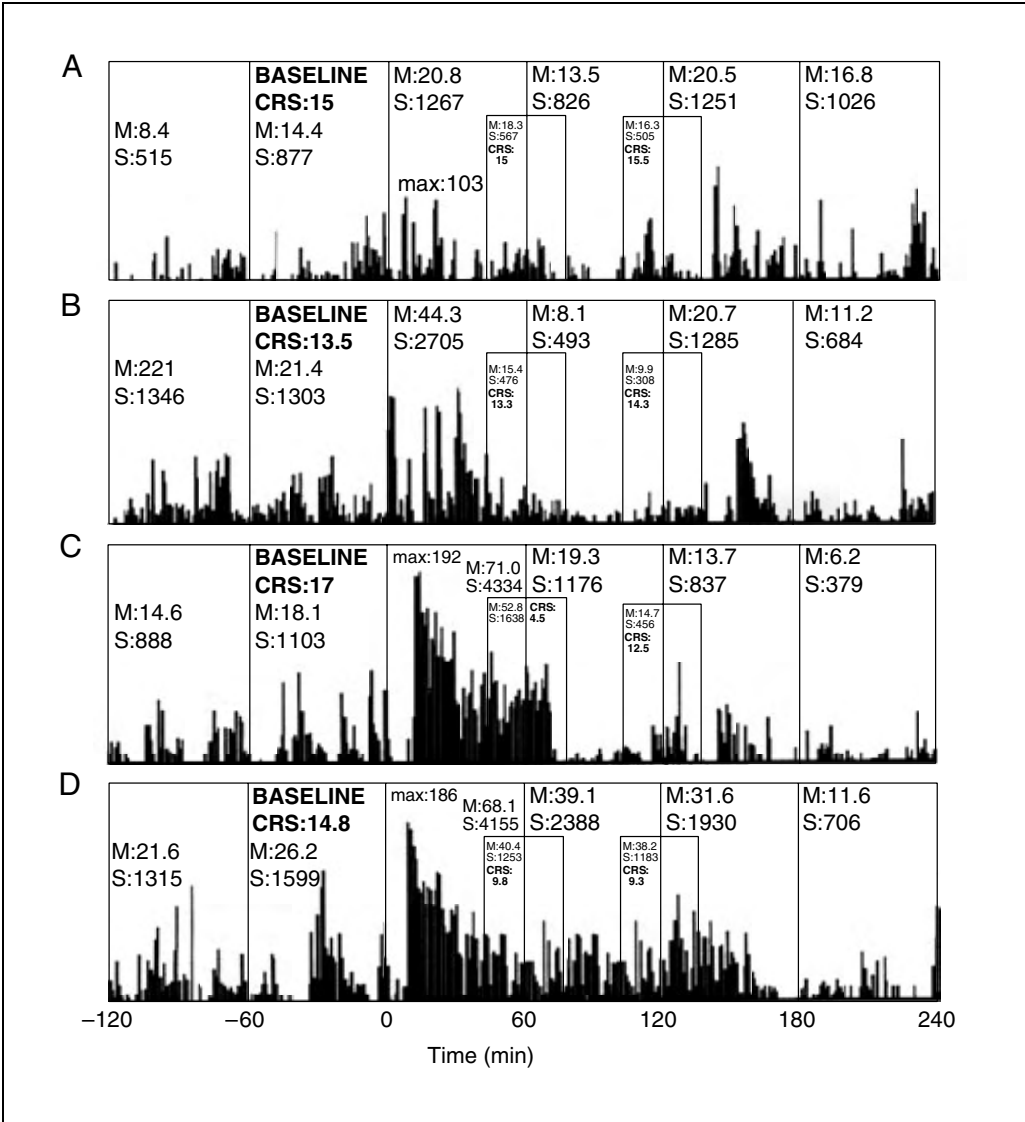 A
M:8.4
S:515
BASELINE
CRS:15
M:14.4
S:877
M:20.8
S:1267
max:103
M:18.3
S:567
CRS:
15
M:13.5
S:826
M:16.3
S:505
CRS:
15.5
M:20.5
S:1251
M:16.8
S:1026
B
M:221
S:1346
BASELINE
CRS:13.5
M:21.4
S:1303
M:44.3
S:2705
M:15.4
S:476
CRS:
13.3
M:8.1
S:493
M:9.9
S:308
CRS:
14.3
M:20.7
S:1285
M:11.2
S:684
C
M:14.6
S:888
BASELINE
CRS:17
M:18.1
S:1103
max:192
M:71.0
S:4334
M:52.8
S:1638
CRS:
4.5
M:19.3
S:1176
M:14.7
S:456
CRS:
12.5
M:13.7
S:837
M:6.2
S:379
D
M:21.6
S:1315
BASELINE
CRS:14.8
M:26.2
S:1599
max:186
M:68.1
S:4155
M:40.4
S:1253
CRS:
9.8
M:39.1
S:2388
M:38.2
S:1183
CRS:
9.3
M:31.6
S:1930
M:11.6
S:706
–120 –60 0 60 120 180 240
Time (min)